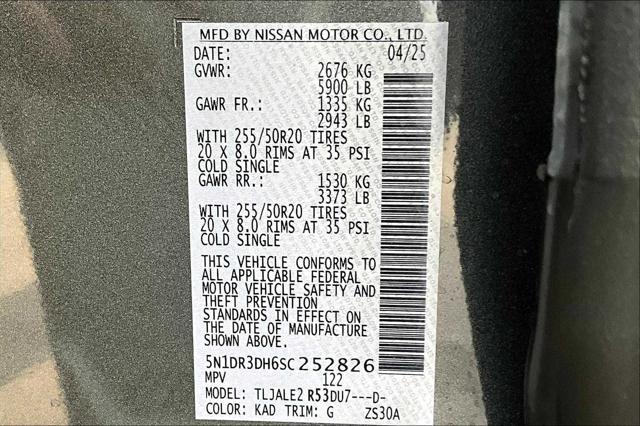 MFD BY NISSAN MOTOR CO., LTD.
DATE: 04/25
GVWR: 2676 KG
5900 LB
GAWR FR.: 1335 KG
2943 LB
WITH 255/50R20 TIRES
20 X 8.0 RIMS AT 35 PSI
COLD SINGLE
GAWR RR.: 1530 KG
3373 LB
WITH 255/50R20 TIRES
20 X 8.0 RIMS AT 35 PSI
COLD SINGLE
THIS VEHICLE CONFORMS TO
ALL APPLICABLE FEDERAL
MOTOR VEHICLE SAFETY AND
THEFT PREVENTION
STANDARDS IN EFFECT ON
THE DATE OF MANUFACTURE
SHOWN ABOVE.
5N1DR3DH6SC252826
MPV 122
MODEL: TLJALE2 R53DU7---D-
COLOR: KAD TRIM: G ZS30A